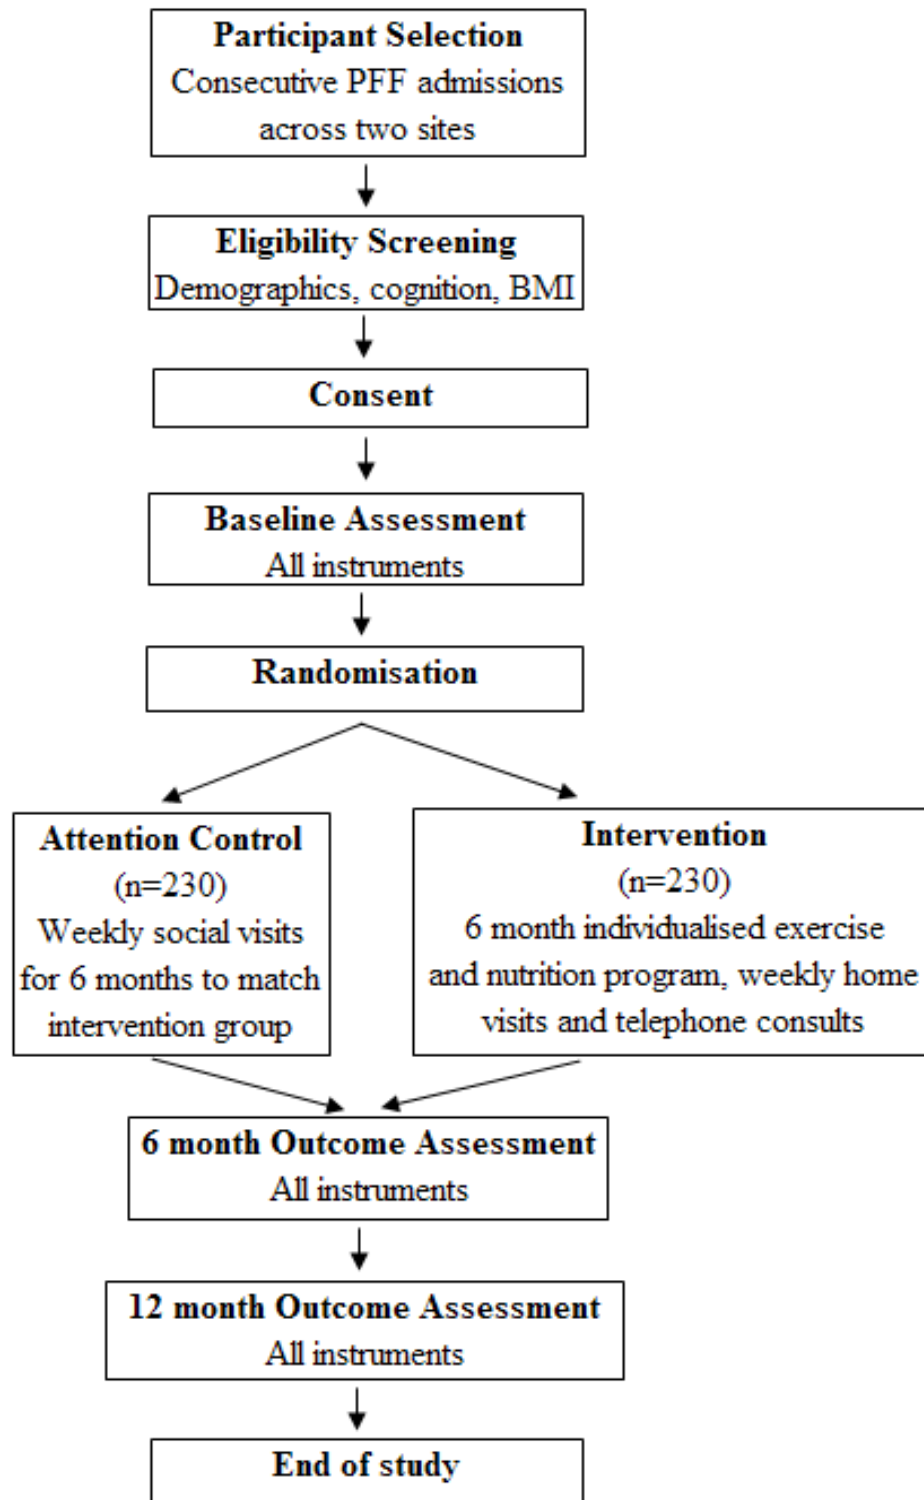 Participant Selection
Consecutive PFF admissions
across two sites
Eligibility Screening
Demographics, cognition, BMI
Consent
Baseline Assessment
All instruments
Randomisation
Attention Control
(n=230)
Weekly social visits
for 6 months to match
intervention group
Intervention
(n=230)
6 month individualised exercise
and nutrition program, weekly home
visits and telephone consults
6 month Outcome Assessment
All instruments
12 month Outcome Assessment
All instruments
End of study